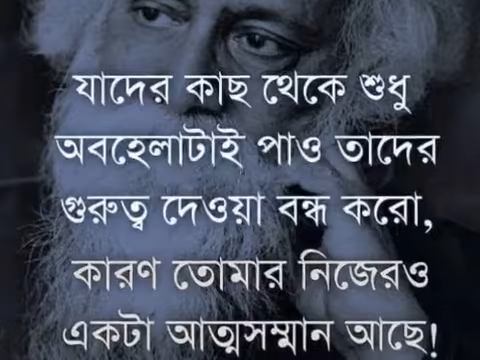 যাদের কাছ থেকে শুধু
অবহেলাটাই পাও তাদের
গুরুত্ব দেওয়া বন্ধ করো,
কারণ তোমার নিজেরও
একটা আত্মসম্মান আছে!